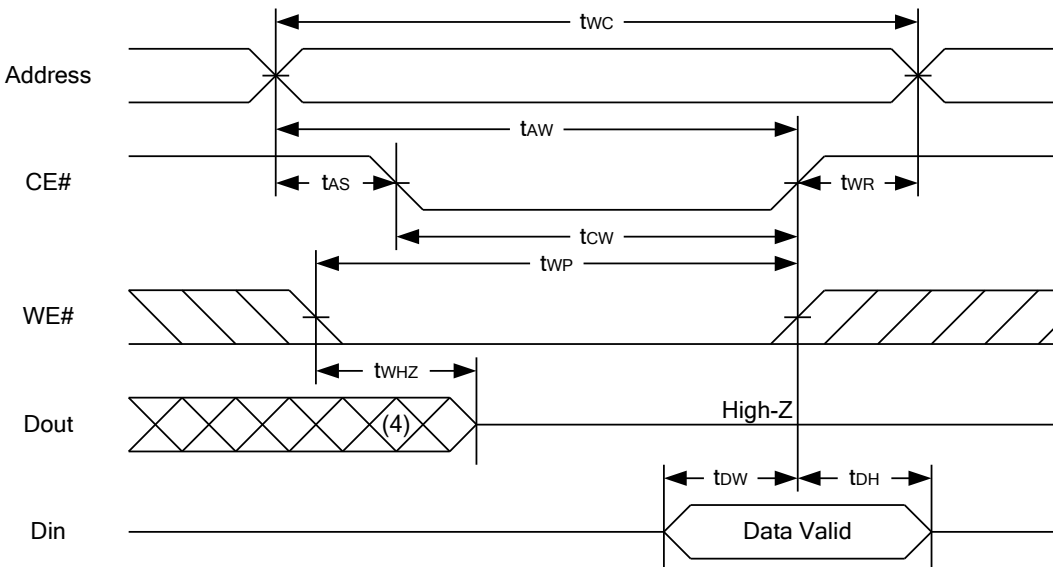 tWC
Address
tAW
CE#
tAS
tWR
tCW
tWP
WE#
tWHZ
Dout
(4)
High-Z
tDW
tDH
Din
Data Valid